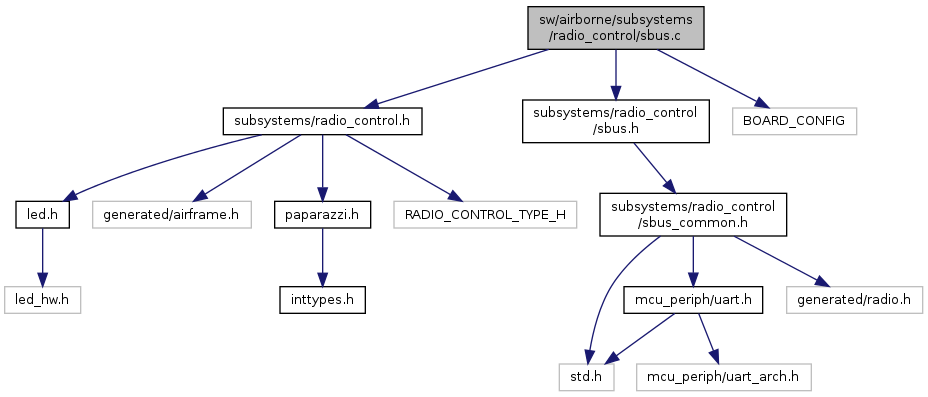 sw/airborne/subsystems
/radio_control/sbus.c
subsystems/radio_control.h
subsystems/radio_control
/sbus.h
BOARD_CONFIG
led.h
generated/airframe.h
paparazzi.h
RADIO_CONTROL_TYPE_H
subsystems/radio_control
/sbus_common.h
led_hw.h
inttypes.h
mcu_periph/uart.h
generated/radio.h
std.h
mcu_periph/uart_arch.h